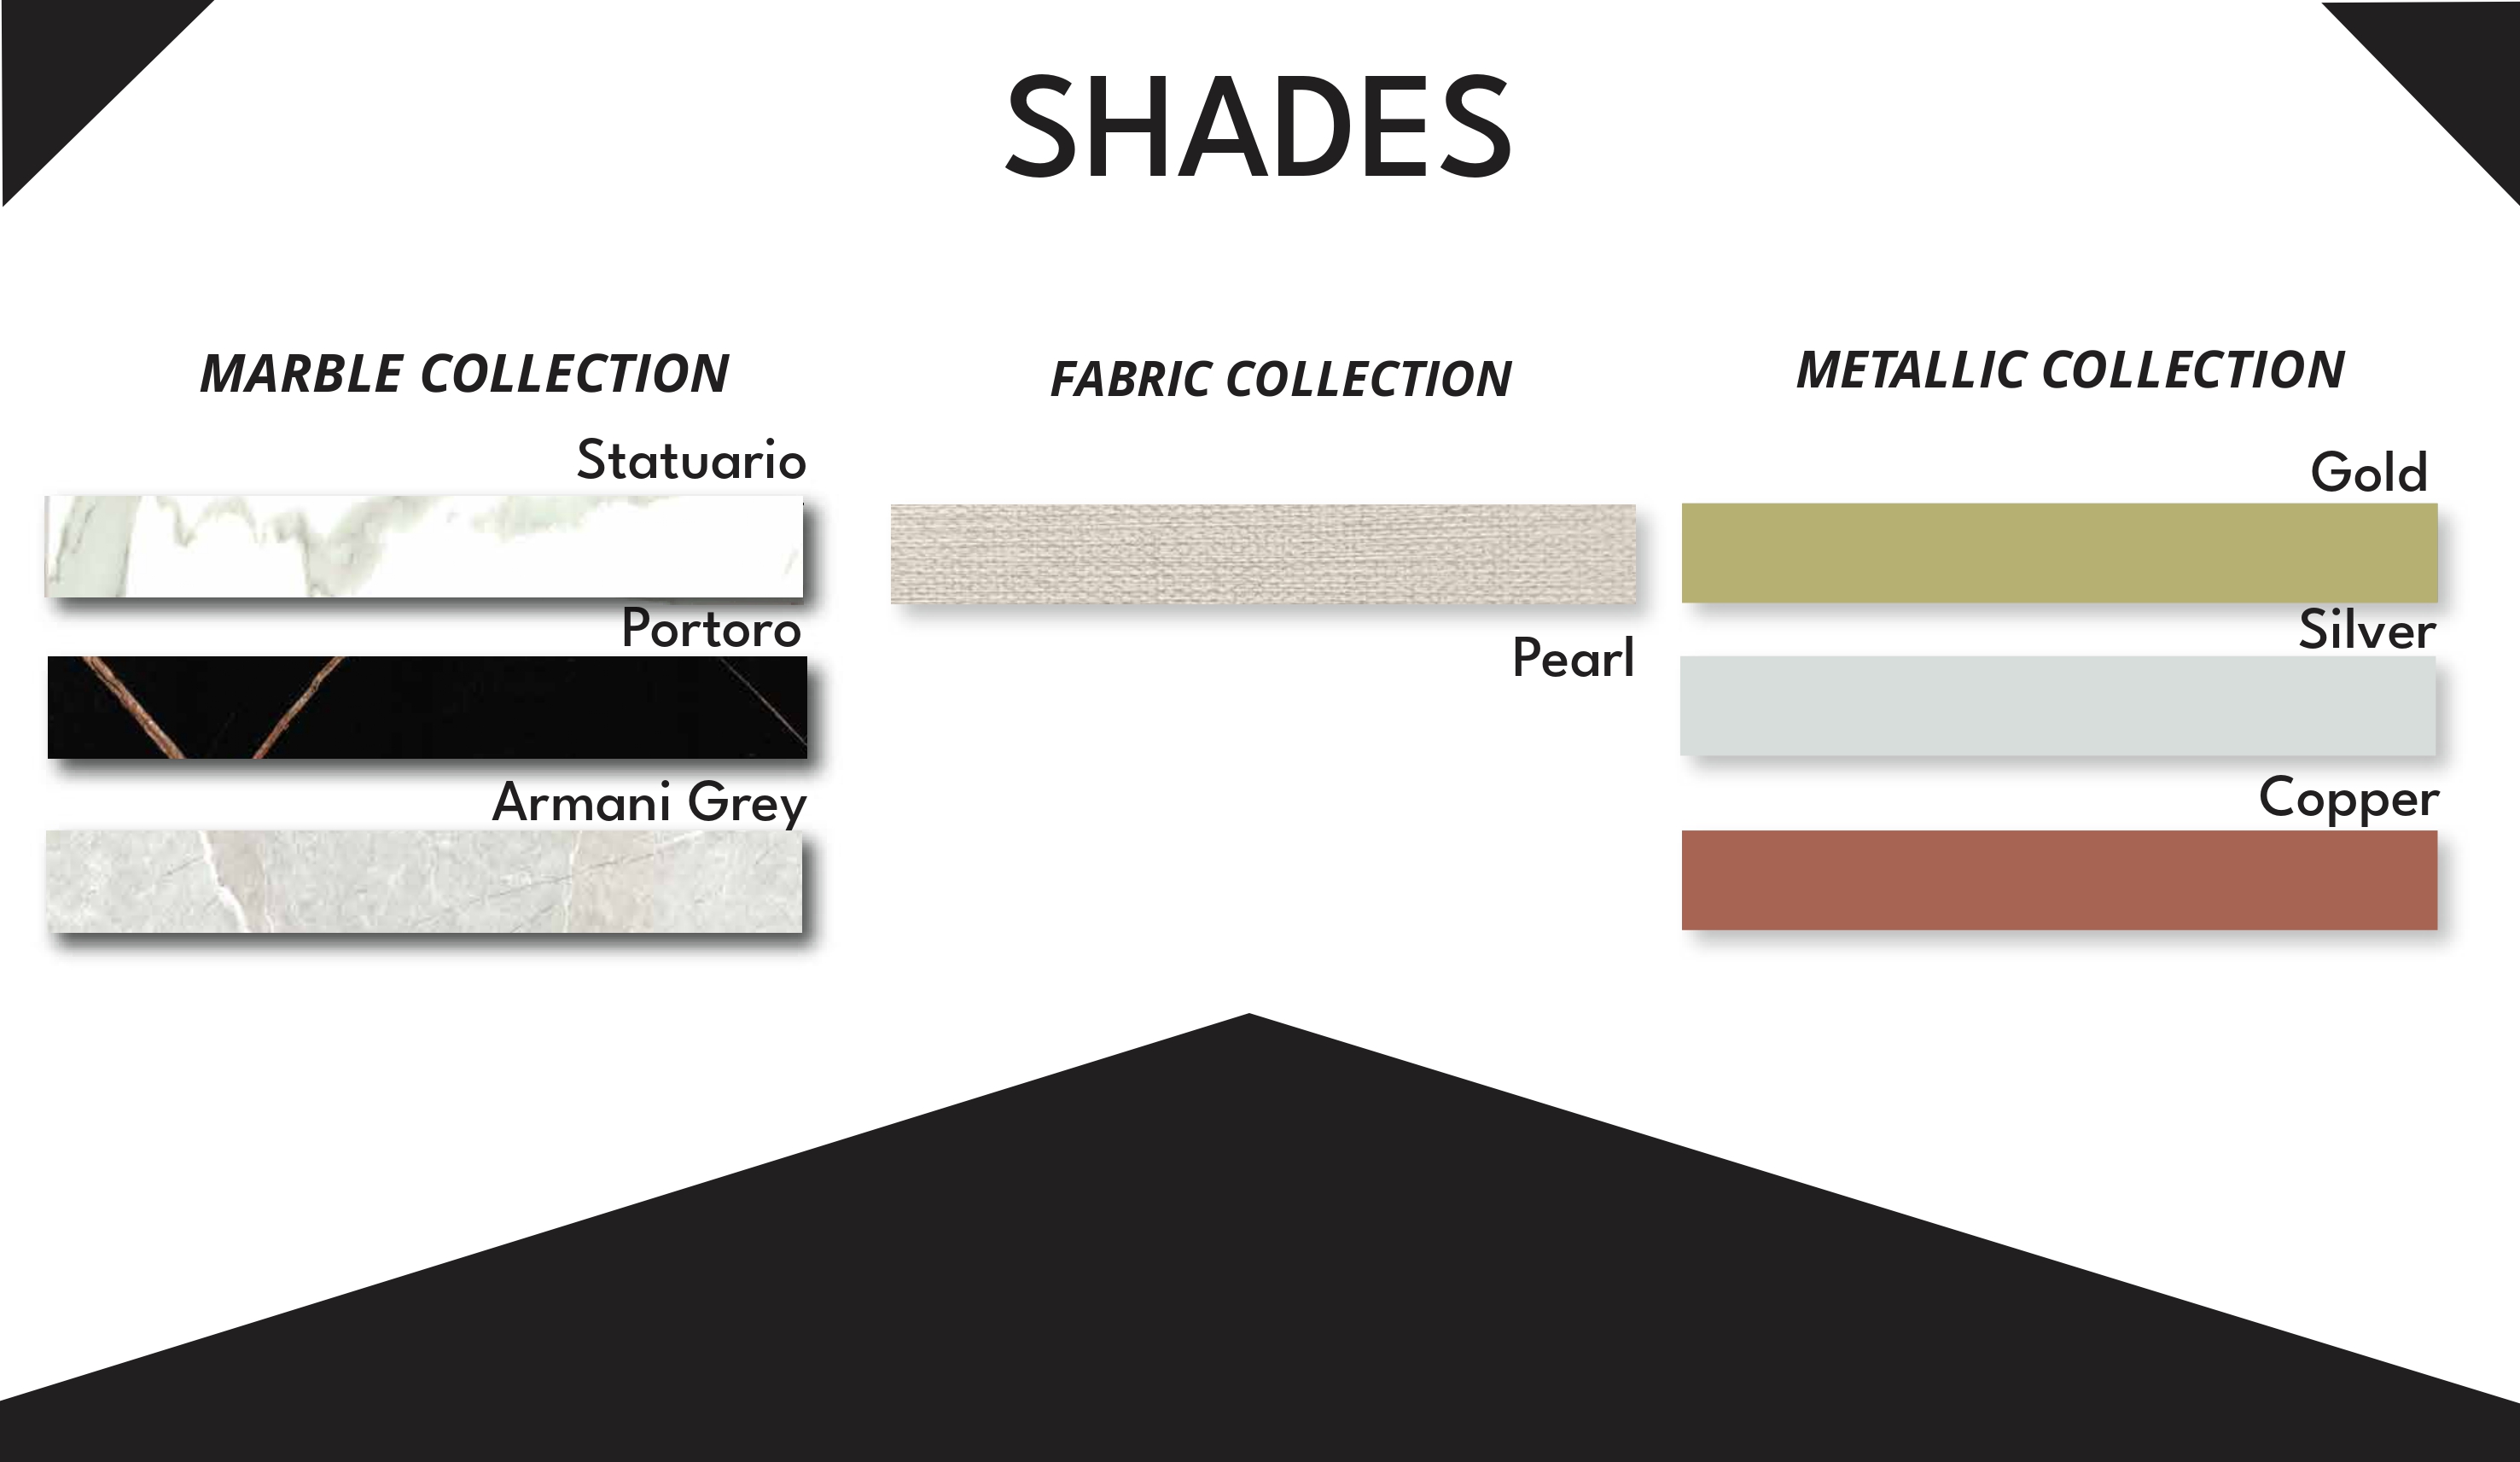 SHADES
MARBLE COLLECTION
Statuario
Portoro
Armani Grey
FABRIC COLLECTION
Pearl
METALLIC COLLECTION
Gold
Silver
Copper